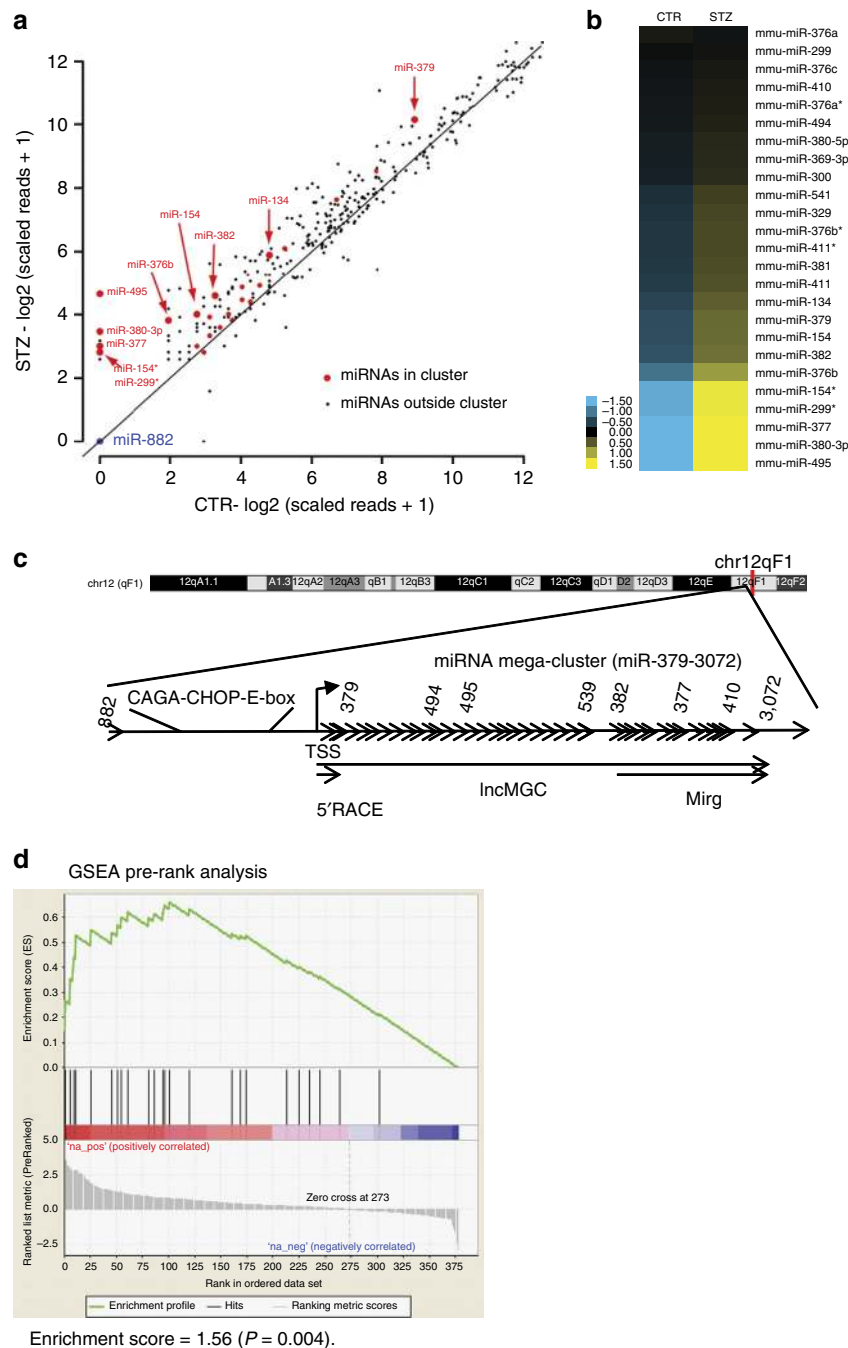 a
STZ - log2 (scaled reads + 1)
12
10
8
6
4
2
0
miR-379
miR-134
miR-154
miR-382
miR-376b
miR-495
miR-380-3p
miR-377
miR-154*
miR-299*
miRNAs in cluster
miRNAs outside cluster
miR-882
0 2 4 6 8 10 12
CTR- log2 (scaled reads + 1)
b
CTR STZ
mmu-miR-376a
mmu-miR-299
mmu-miR-376c
mmu-miR-410
mmu-miR-376a*
mmu-miR-494
mmu-miR-380-5p
mmu-miR-369-3p
mmu-miR-300
mmu-miR-541
mmu-miR-329
mmu-miR-376b*
mmu-miR-411*
mmu-miR-381
mmu-miR-411
mmu-miR-134
mmu-miR-379
mmu-miR-154
mmu-miR-382
mmu-miR-376b
mmu-miR-154*
mmu-miR-299*
mmu-miR-377
mmu-miR-380-3p
mmu-miR-495
−1.50
−1.00
−0.50
0.00
0.50
1.00
1.50
c
chr12qF1
chr12 (qF1) 12qA1.1 A1.3 12qA2 12qA3 qB1 12qB3 12qC1 qC2 12qC3 qD1 D2 12qD3 12qE 12qF1 12qF2
miRNA mega-cluster (miR-379-3072)
882 CAGA-CHOP-E-box 379 494 495 539 382 377 410 3,072
TSS
lncMGC
Mirg
5′RACE
d
GSEA pre-rank analysis
Enrichment score (ES)
0.6
0.5
0.4
0.3
0.2
0.1
0.0
'na_pos' (positively correlated)
Ranked list metric (PreRanked)
5.0
2.5
0.0
−2.5
Zero cross at 273
'na_neg' (negatively correlated)
0 25 50 75 100 125 150 175 200 225 250 275 300 325 350 375
Rank in ordered data set
Enrichment profile Hits Ranking metric scores
Enrichment score = 1.56 (P = 0.004).